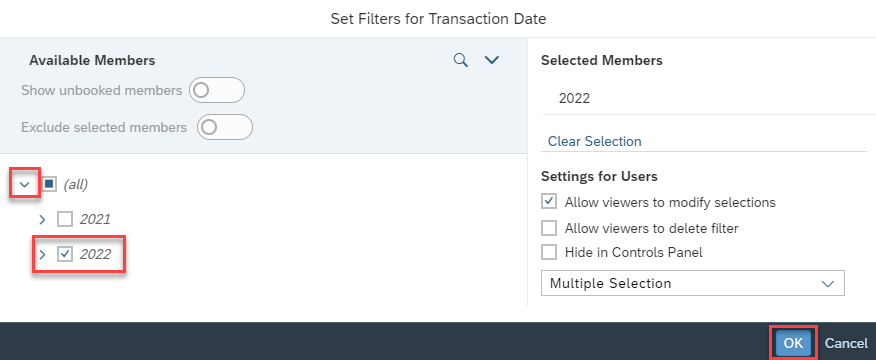 Set Filters for Transaction Date
Available Members
Show unbooked members
Exclude selected members
(all)
2021
2022
Selected Members
2022
Clear Selection
Settings for Users
Allow viewers to modify selections
Allow viewers to delete filter
Hide in Controls Panel
Multiple Selection
OK Cancel